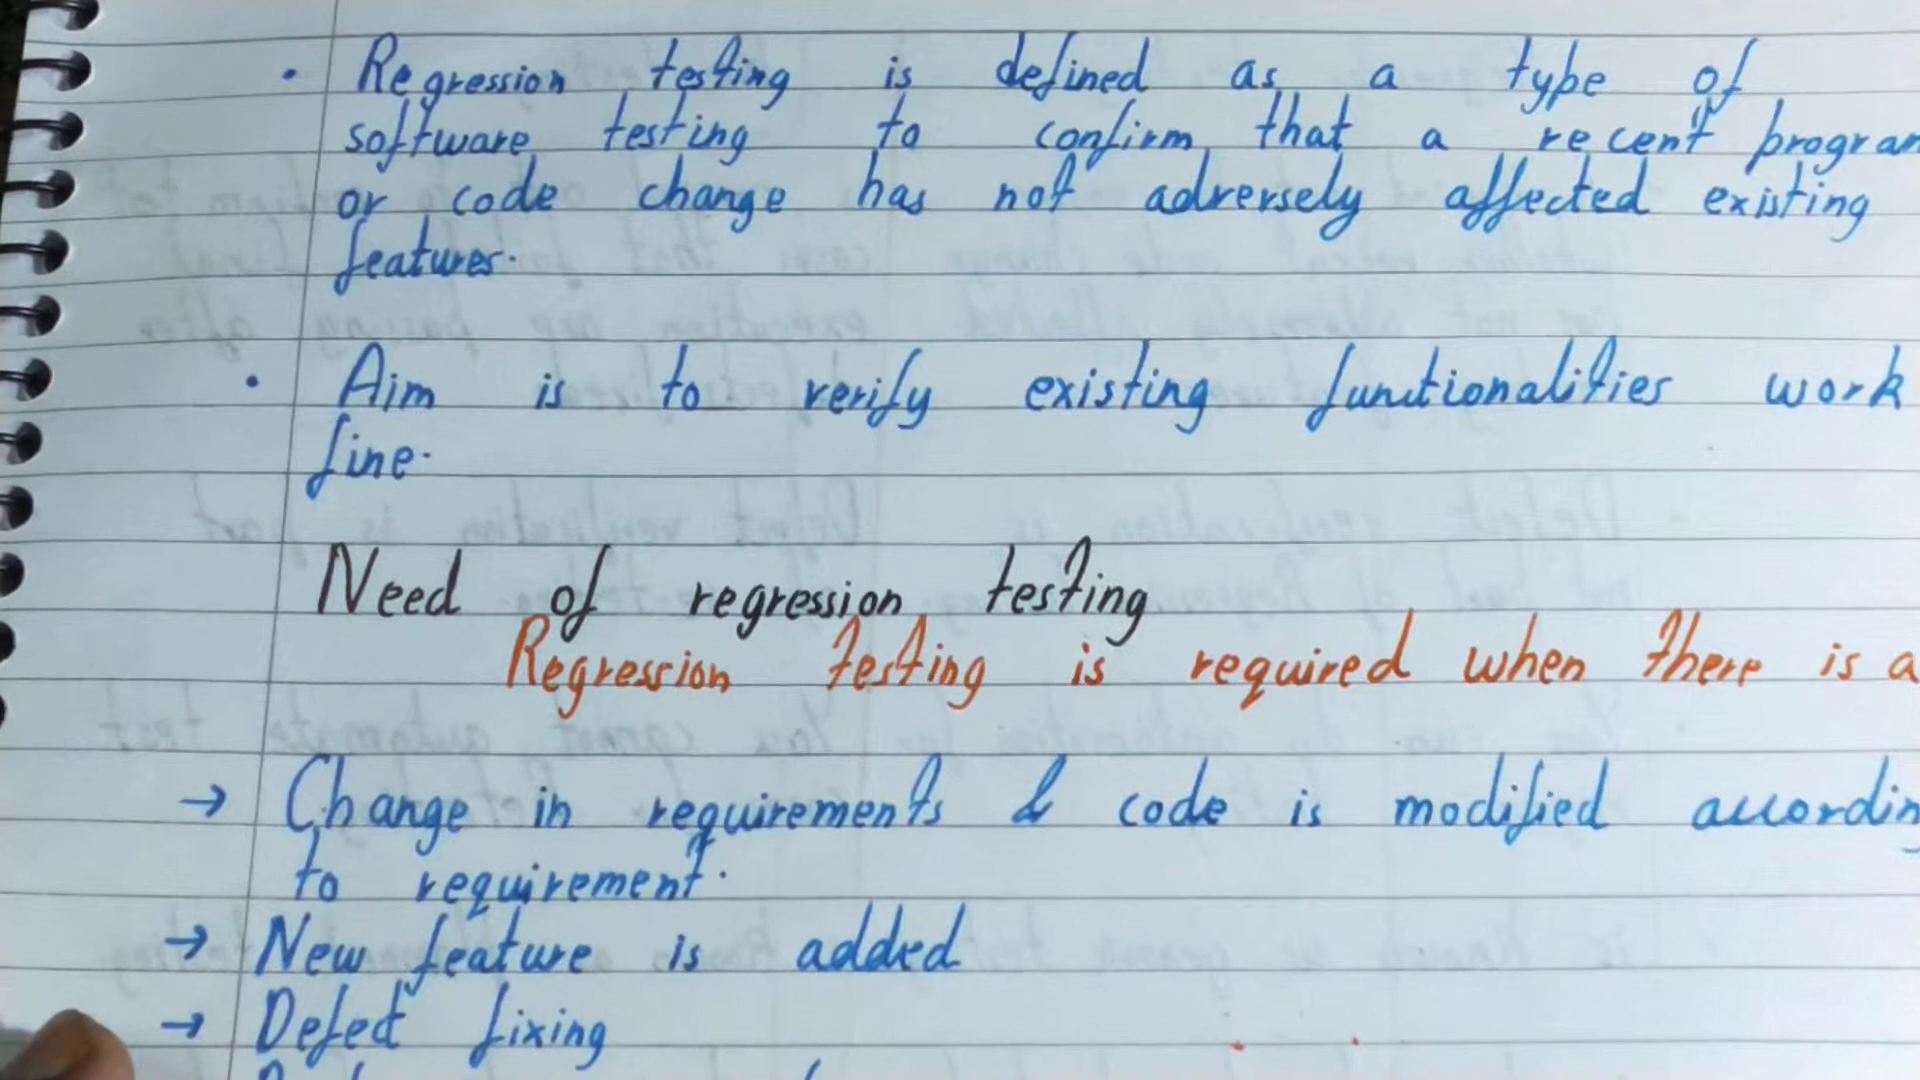 • Regression testing is defined as a type of
software testing to confirm that a recent progra
or code change has not adversely affected existing
features.
• Aim is to verify existing functionalities work
fine.
Need of regression testing
Regression testing is required when there is a
→ Change in requirements & code is modified accordin
to requirement.
→ New feature is added
→ Defect fixing